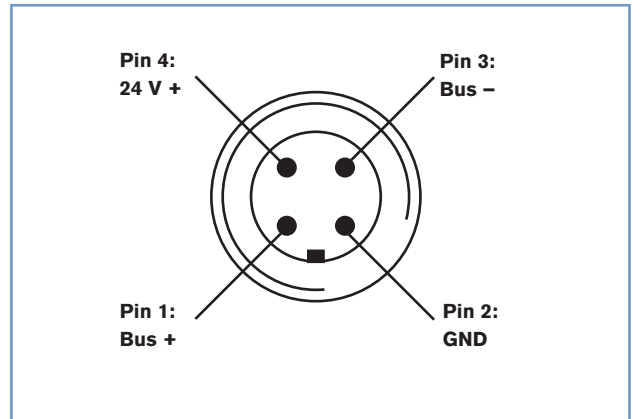 Pin 4:
24 V +
Pin 3:
Bus –
Pin 1:
Bus +
Pin 2:
GND